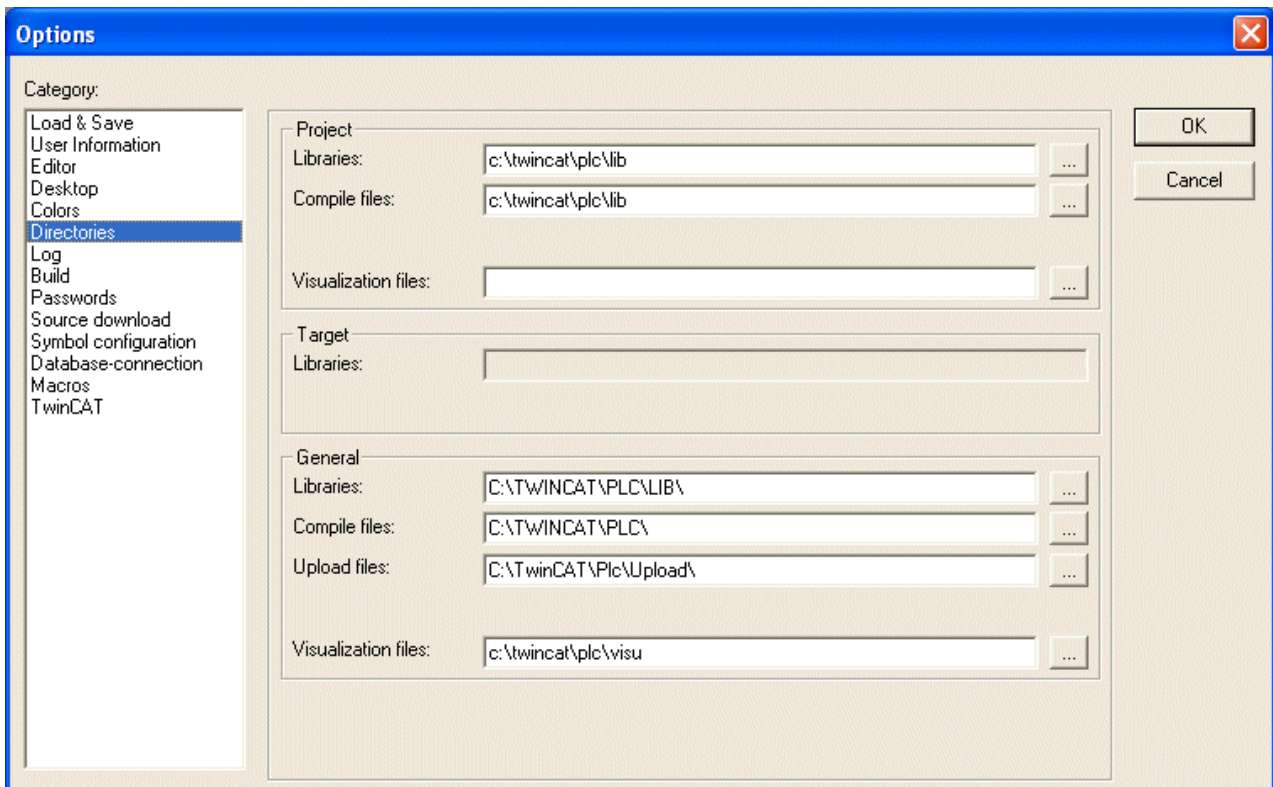 Options
Category:
Load & Save
User Information
Editor
Desktop
Colors
Directories
Log
Build
Passwords
Source download
Symbol configuration
Database-connection
Macros
TwinCAT
Project
Libraries: c:\twincat\plc\lib ...
Compile files: c:\twincat\plc\lib ...
Visualization files: ...
Target
Libraries:
General
Libraries: C:\TWINCAT\PLC\LIB\ ...
Compile files: C:\TWINCAT\PLC\ ...
Upload files: C:\TwinCAT\Plc\Upload\ ...
Visualization files: c:\twincat\plc\visu ...
OK
Cancel